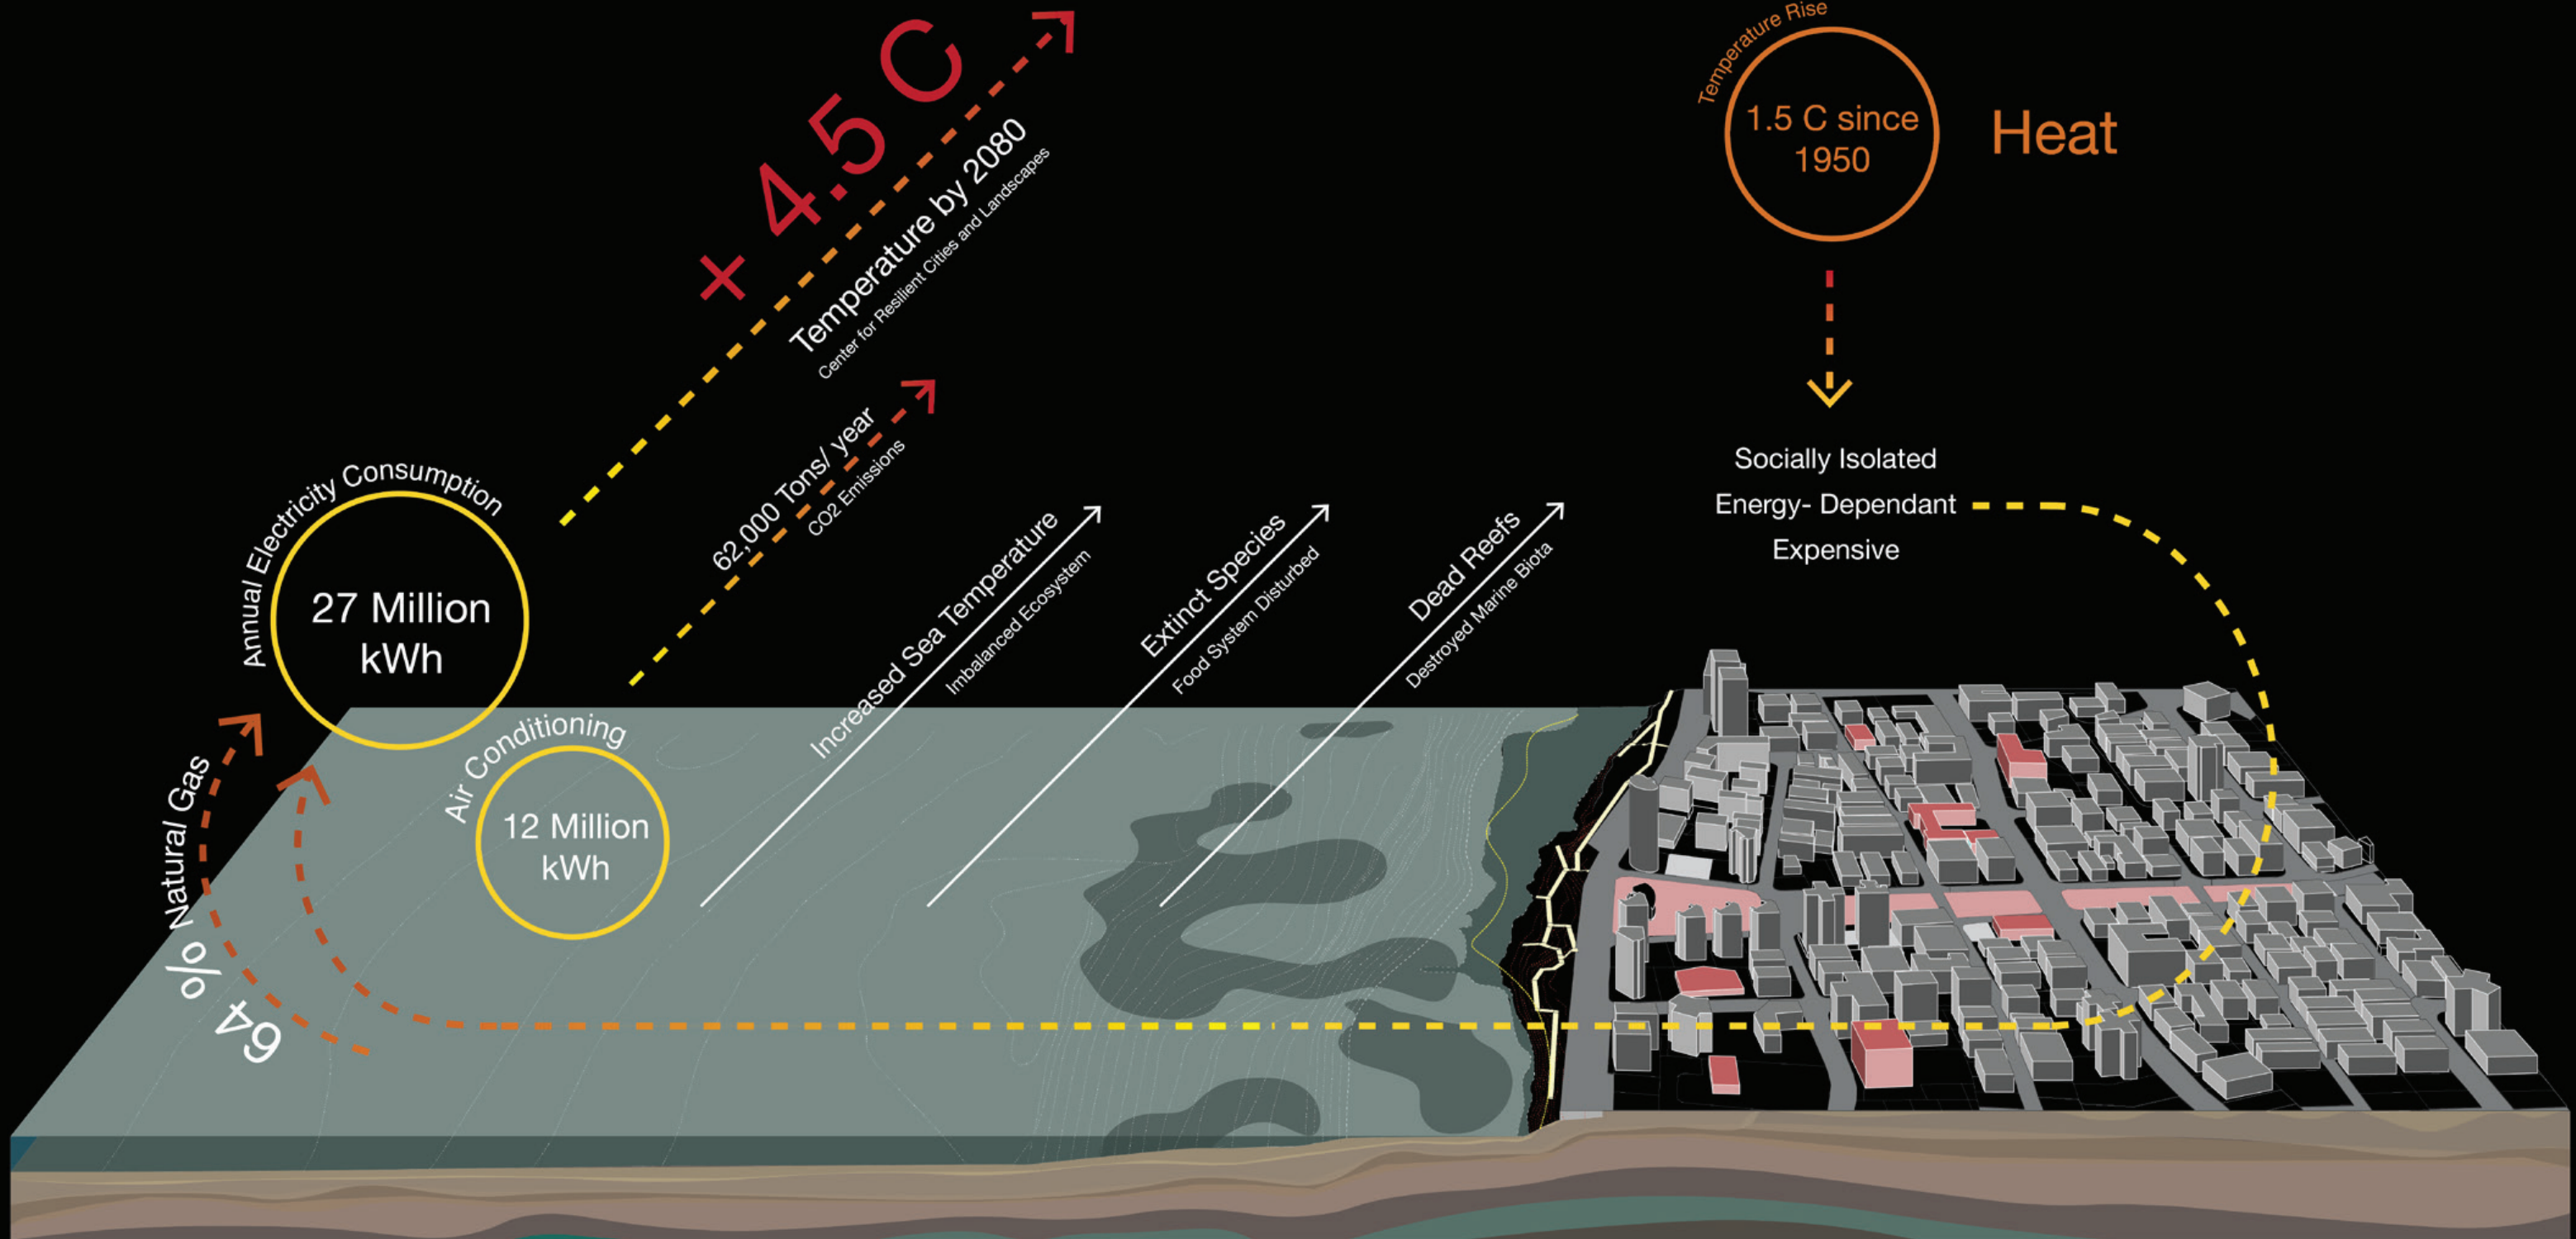 + 4.5 C
Temperature by 2080
Center for Resilient Cities and Landscapes
Temperature Rise
1.5 C since
1950
Heat
62,000 Tons/ year
CO2 Emissions
Socially Isolated
Energy- Dependant
Expensive
Annual Electricity Consumption
27 Million
kWh
Increased Sea Temperature
Imbalanced Ecosystem
Extinct Species
Food System Disturbed
Dead Reefs
Destroyed Marine Biota
Air Conditioning
12 Million
kWh
64 % Natural Gas